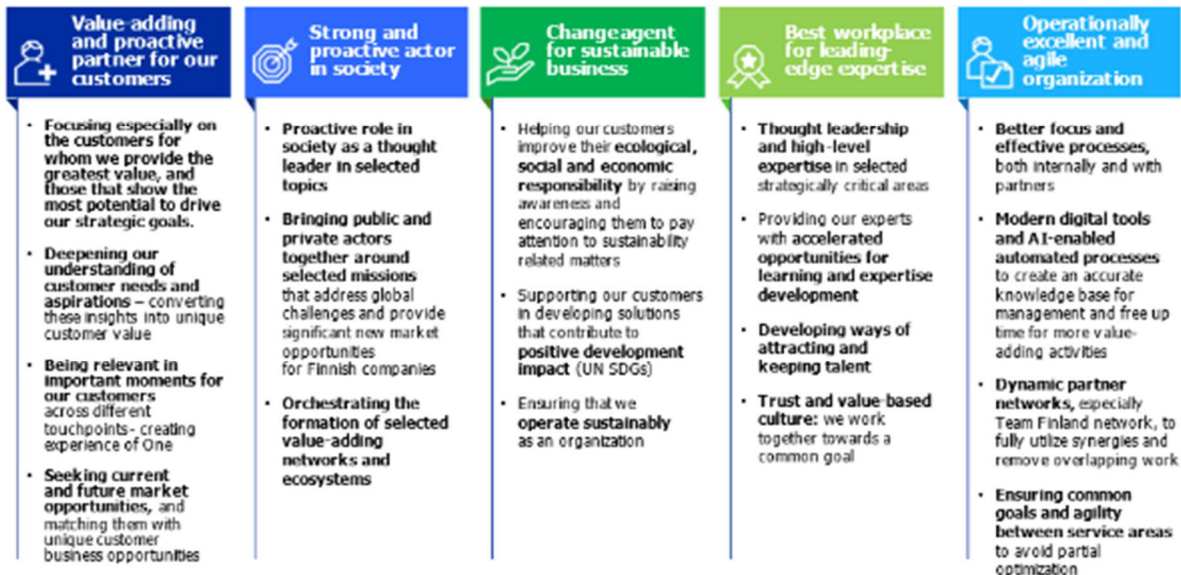 Value-adding
and proactive
partner for our
customers
• Focusing especially on
the customers for
whom we provide the
greatest value, and
those that show the
most potential to drive
our strategic goals.
• Deepening our
understanding of
customer needs and
aspirations – converting
these insights into unique
customer value
• Being relevant in
important moments for
our customers
across different
touchpoints- creating
experience of One
• Seeking current
and future market
opportunities, and
matching them with
unique customer
business opportunities
Strong and
proactive actor
in society
• Proactive role in
society as a thought
leader in selected
topics
• Bringing public and
private actors
together around
selected missions
that address global
challenges and provide
significant new market
opportunities
for Finnish companies
• Orchestrating the
formation of selected
value-adding
networks and
ecosystems
Change agent
for sustainable
business
• Helping our customers
improve their ecological,
social and economic
responsibility by raising
awareness and
encouraging them to pay
attention to sustainability
related matters
• Supporting our customers
in developing solutions
that contribute to
positive development
impact (UN SDGs)
• Ensuring that we
operate sustainably
as an organization
Best workplace
for leading-
edge expertise
• Thought leadership
and high-level
expertise in selected
strategically critical areas
• Providing our experts
with accelerated
opportunities for
learning and expertise
development
• Developing ways of
attracting and
keeping talent
• Trust and value-based
culture: we work
together towards a
common goal
Operationally
excellent and
agile
organization
• Better focus and
effective processes,
both internally and with
partners
• Modern digital tools
and AI-enabled
automated processes
to create an accurate
knowledge base for
management and free up
time for more value-
adding activities
• Dynamic partner
networks, especially
Team Finland network, to
fully utilize synergies and
remove overlapping work
• Ensuring common
goals and agility
between service areas
to avoid partial
optimization